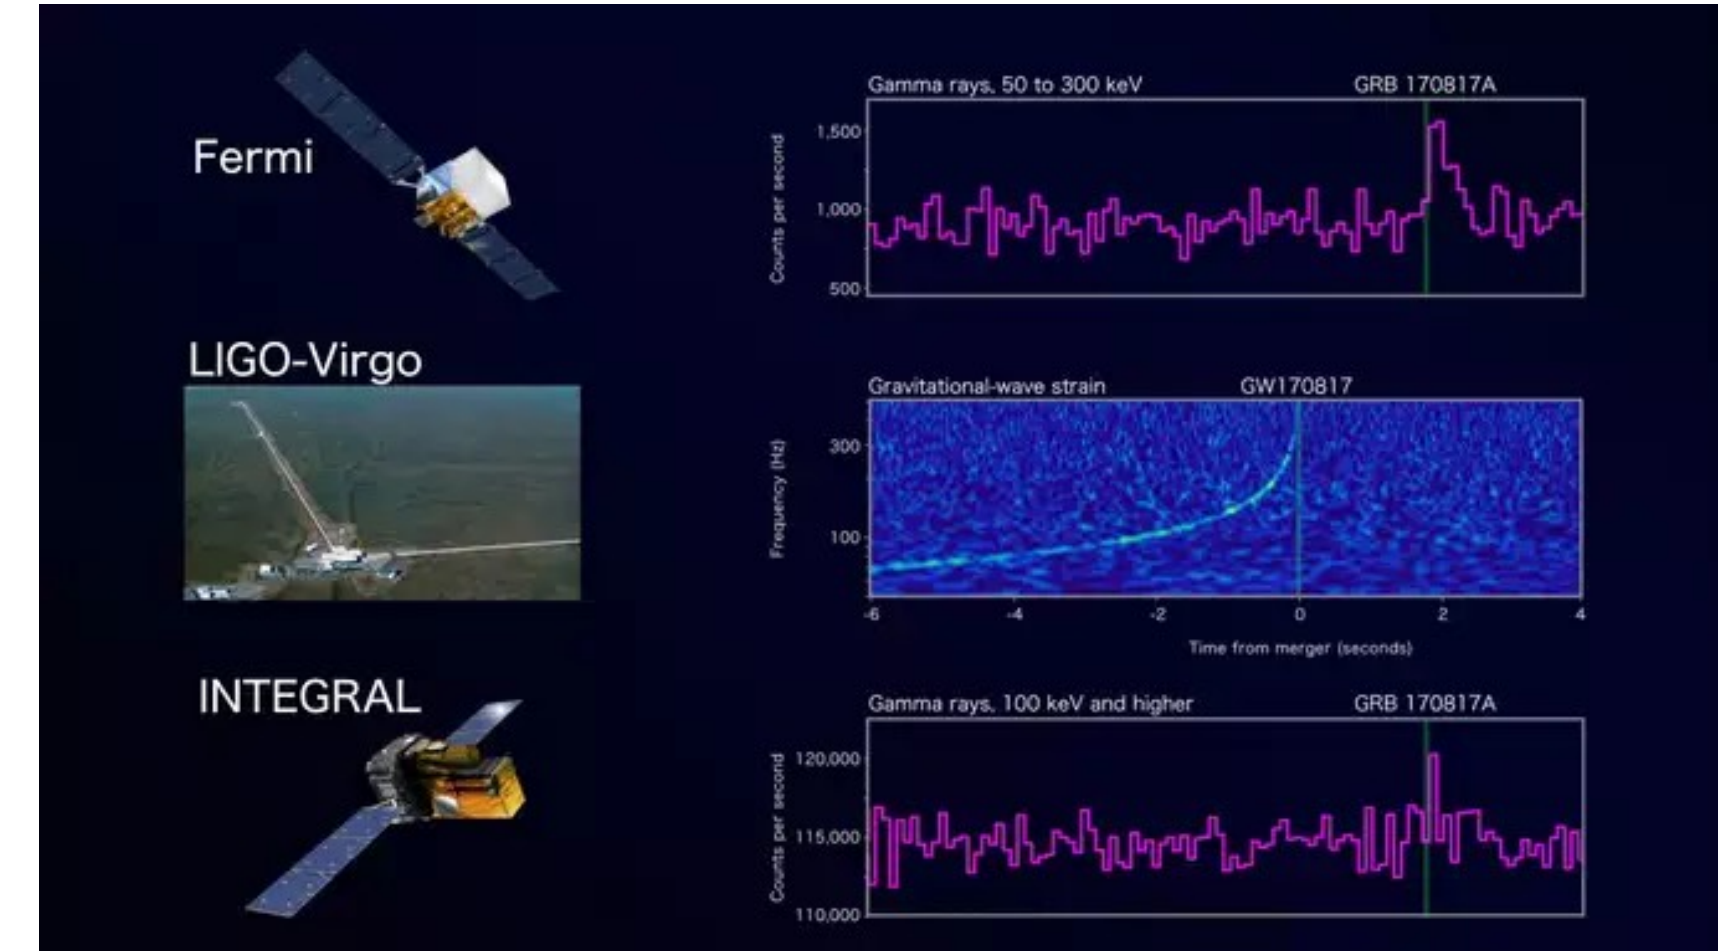 Fermi
Gamma rays, 50 to 300 keV
GRB 170817A
Counts per second
1,500
1,000
500
LIGO-Virgo
Gravitational-wave strain
GW170817
Frequency (Hz)
300
100
-6 -4 -2 0 2 4
Time from merger (seconds)
INTEGRAL
Gamma rays, 100 keV and higher
GRB 170817A
Counts per second
120,000
115,000
110,000